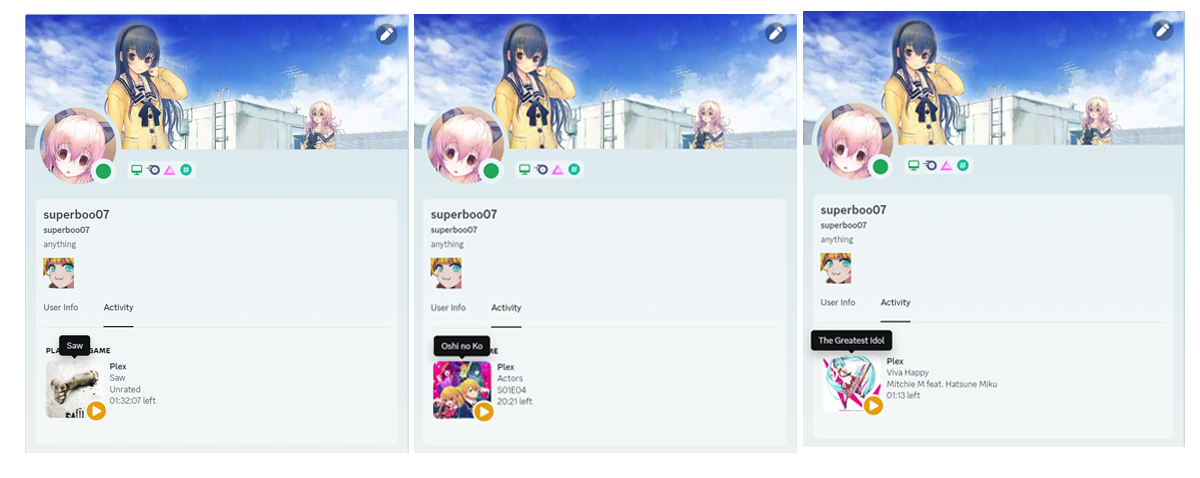 superboo07
superboo07
anything
User Info Activity
Saw
Plex
Saw
Unrated
01:32:07 left
SAW
superboo07
superboo07
anything
User Info Activity
Oshi no Ko
Plex
Actors
S01E04
20:21 left
superboo07
superboo07
anything
User Info Activity
The Greatest Idol
Plex
Viva Happy
Mitchie M feat. Hatsune Miku
01:13 left